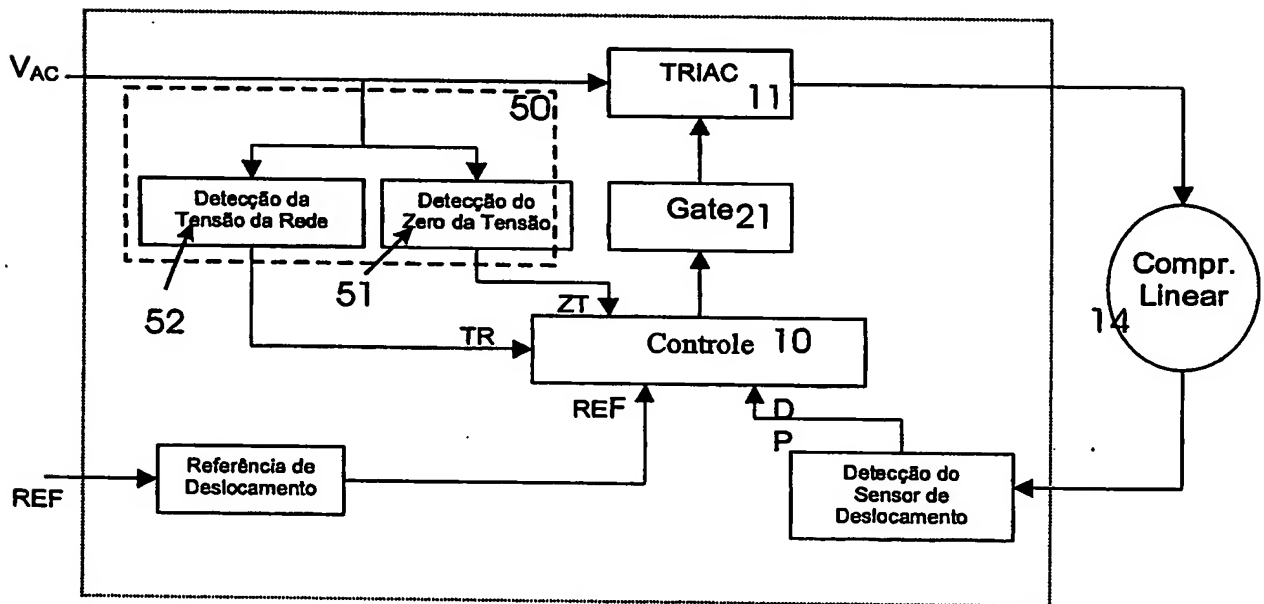 VAC
TRIAC
11
50
Detecção da
Tensão da Rede
Detecção do
Zero da Tensão
Gate
21
52
51
Compr.
Linear
14
ZT
TR
Controle 10
REF
D
P
Referência de
Deslocamento
REF
Detecção do
Sensor de
Deslocamento